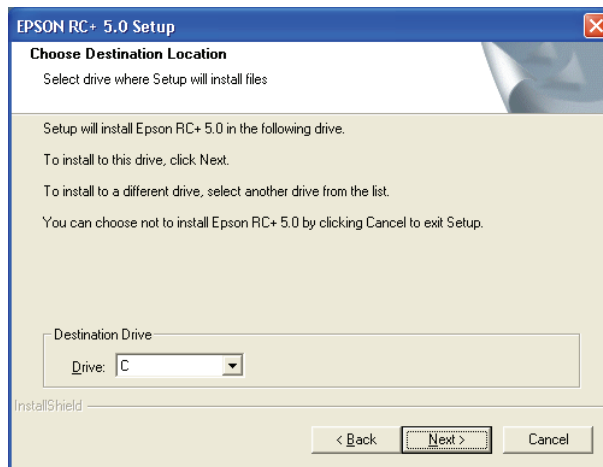 EPSON RC+ 5.0 Setup
Choose Destination Location
Select drive where Setup will install files
Setup will install Epson RC+ 5.0 in the following drive.
To install to this drive, click Next.
To install to a different drive, select another drive from the list.
You can choose not to install Epson RC+ 5.0 by clicking Cancel to exit Setup.
Destination Drive
Drive: C
InstallShield
< Back Next > Cancel